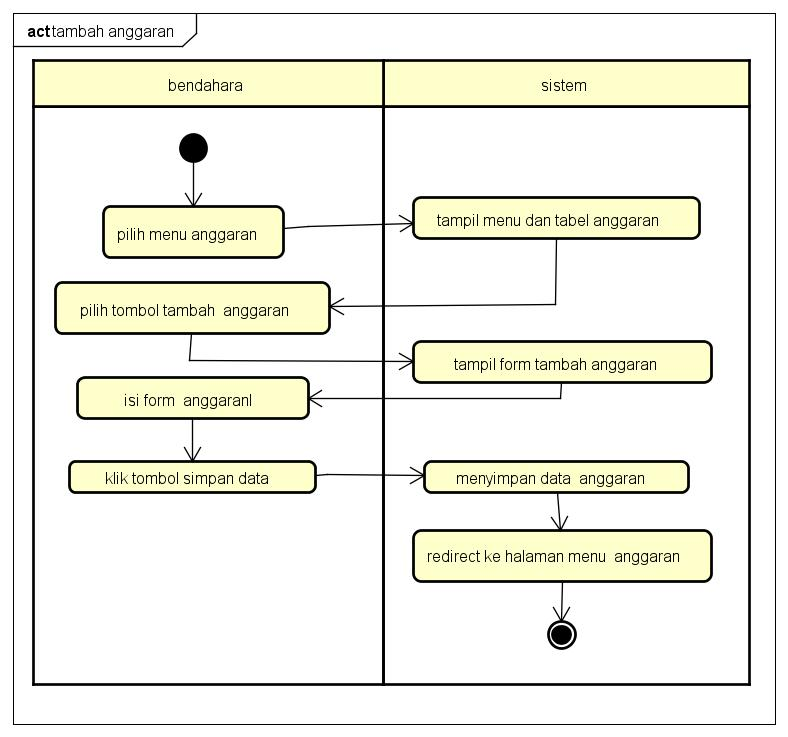 act tambah anggaran
bendahara
sistem
pilih menu anggaran
tampil menu dan tabel anggaran
pilih tombol tambah anggaran
tampil form tambah anggaran
isi form anggaranl
klik tombol simpan data
menyimpan data anggaran
redirect ke halaman menu anggaran